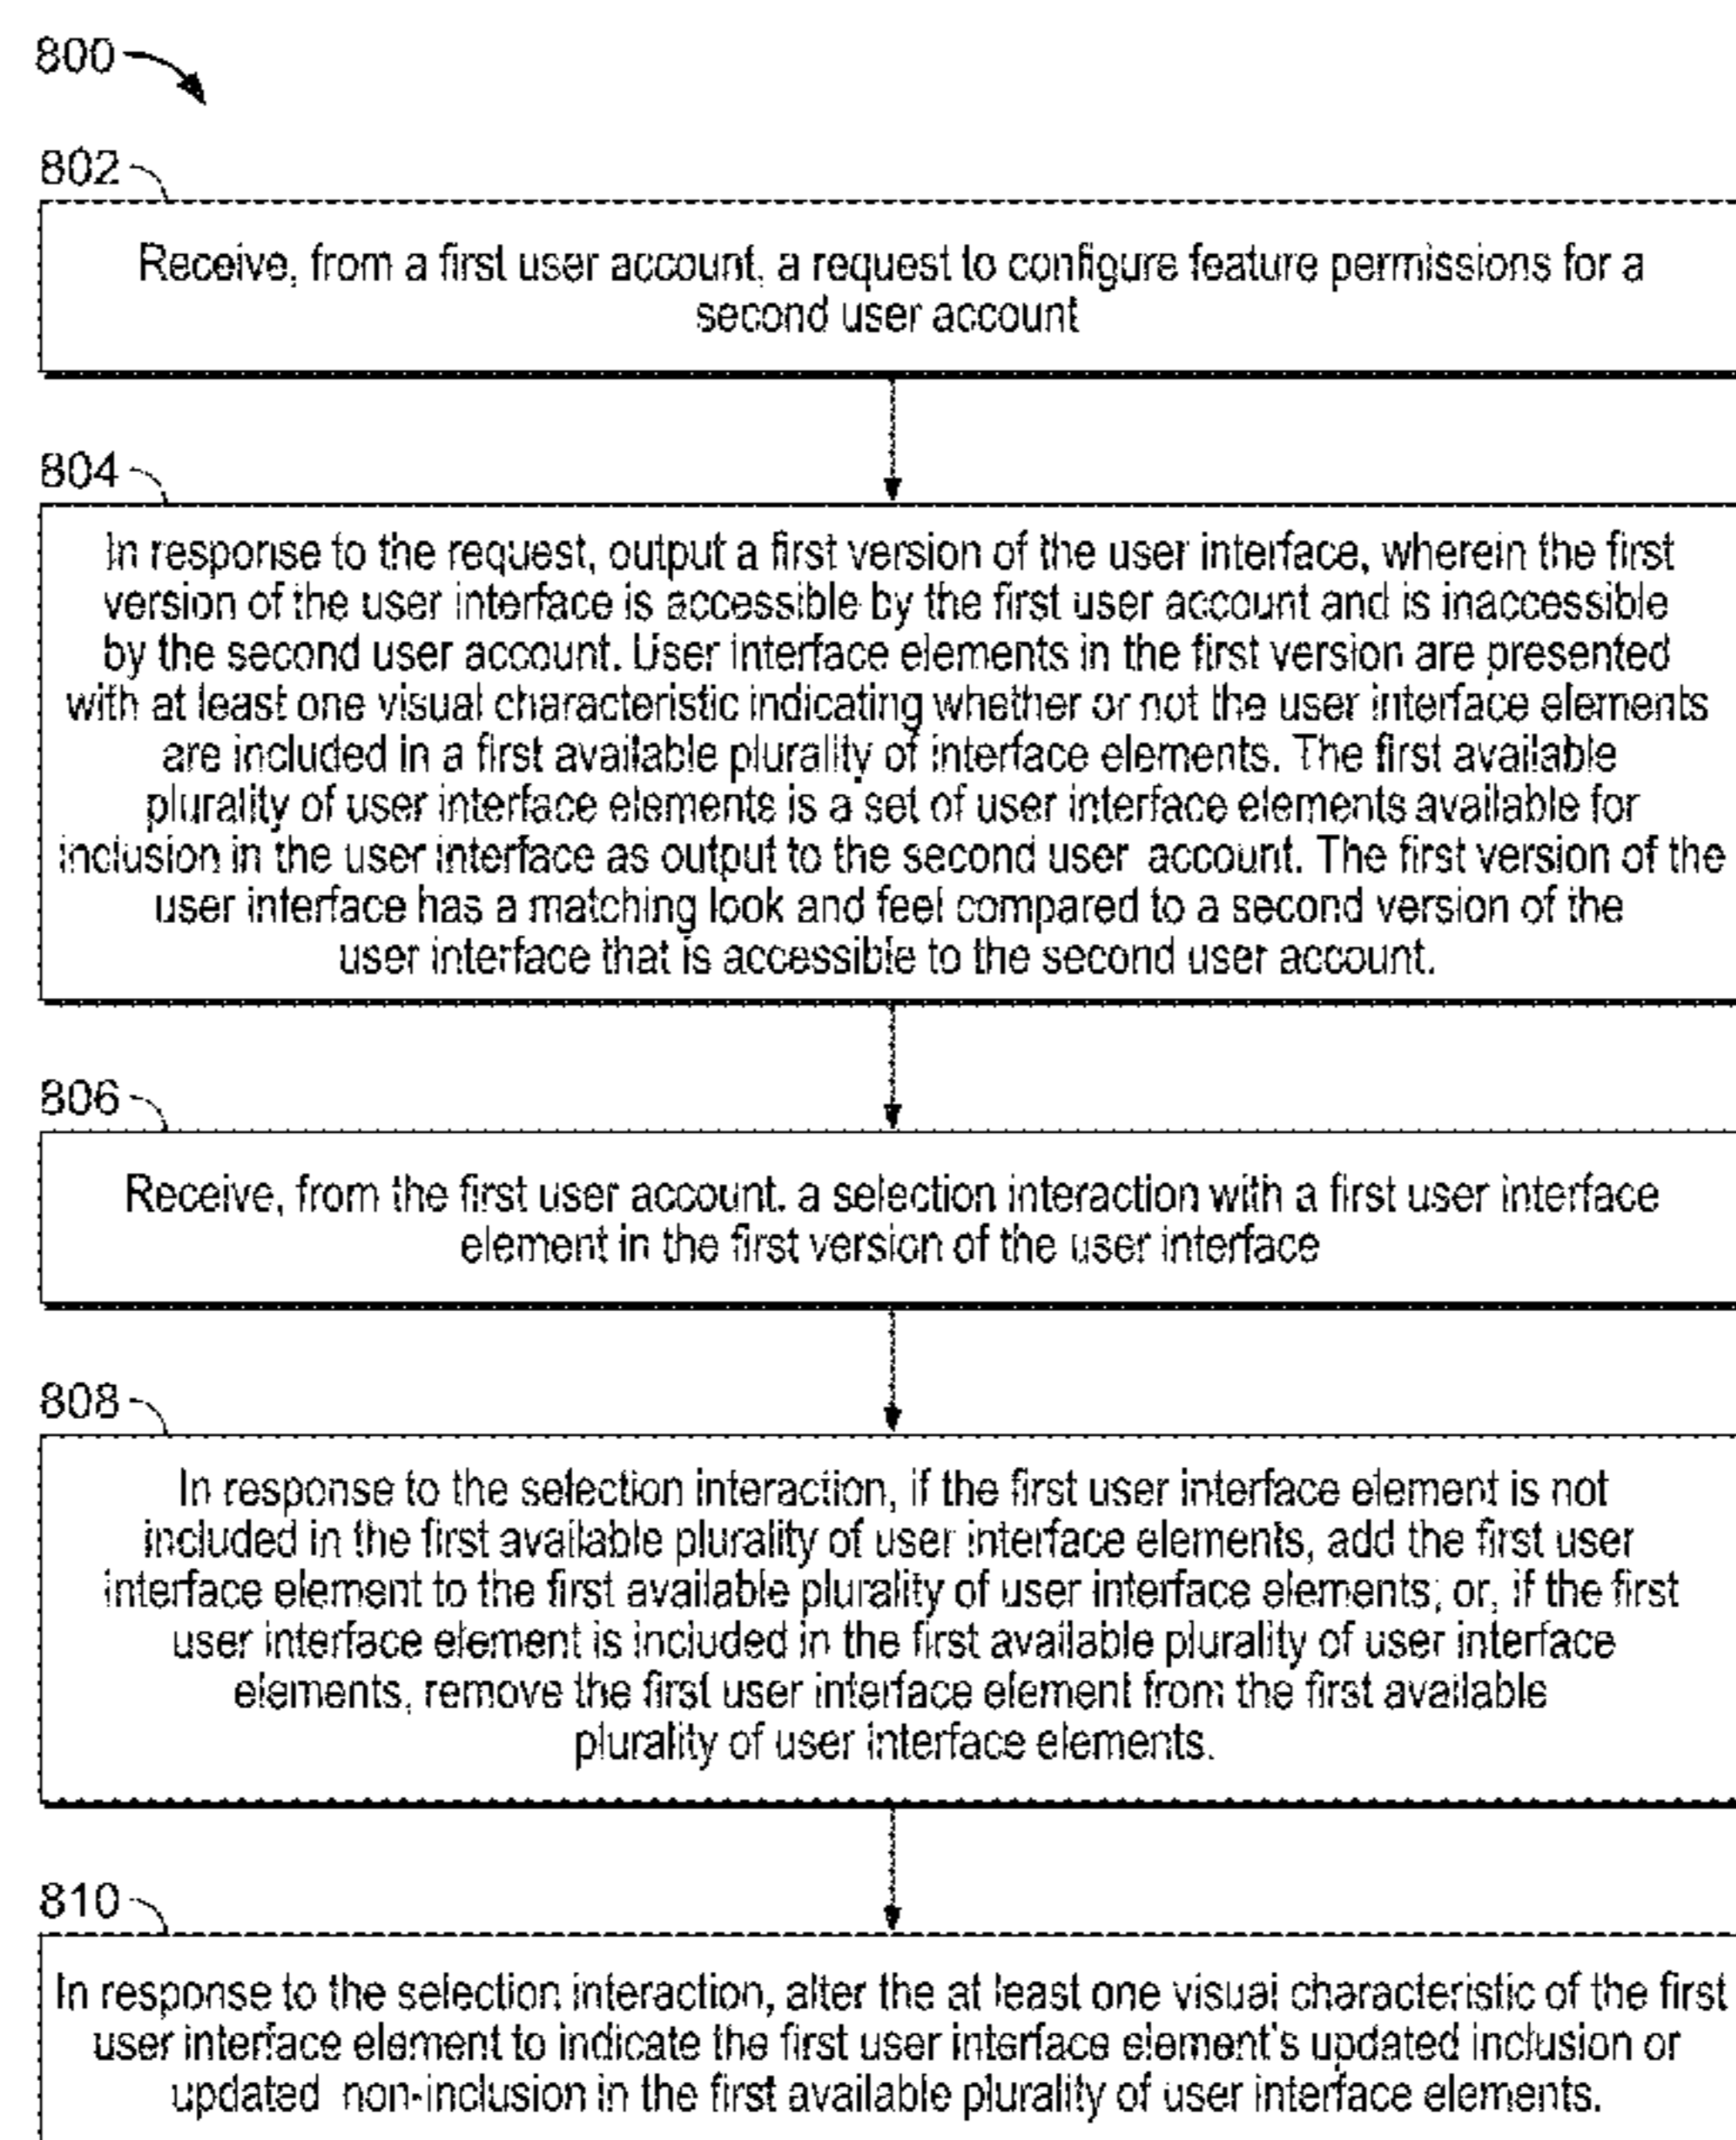 800
802
Receive, from a first user account, a request to configure feature permissions for a
second user account
804
In response to the request, output a first version of the user interface, wherein the first
version of the user interface is accessible by the first user account and is inaccessible
by the second user account. User interface elements in the first version are presented
with at least one visual characteristic indicating whether or not the user interface elements
are included in a first available plurality of interface elements. The first available
plurality of user interface elements is a set of user interface elements available for
inclusion in the user interface as output to the second user account. The first version of the
user interface has a matching look and feel compared to a second version of the
user interface that is accessible to the second user account.
806
Receive, from the first user account, a selection interaction with a first user interface
element in the first version of the user interface
808
In response to the selection interaction, if the first user interface element is not
included in the first available plurality of user interface elements, add the first user
interface element to the first available plurality of user interface elements; or, if the first
user interface element is included in the first available plurality of user interface
elements, remove the first user interface element from the first available
plurality of user interface elements.
810
In response to the selection interaction, alter the at least one visual characteristic of the first
user interface element to indicate the first user interface element's updated inclusion or
updated non-inclusion in the first available plurality of user interface elements.